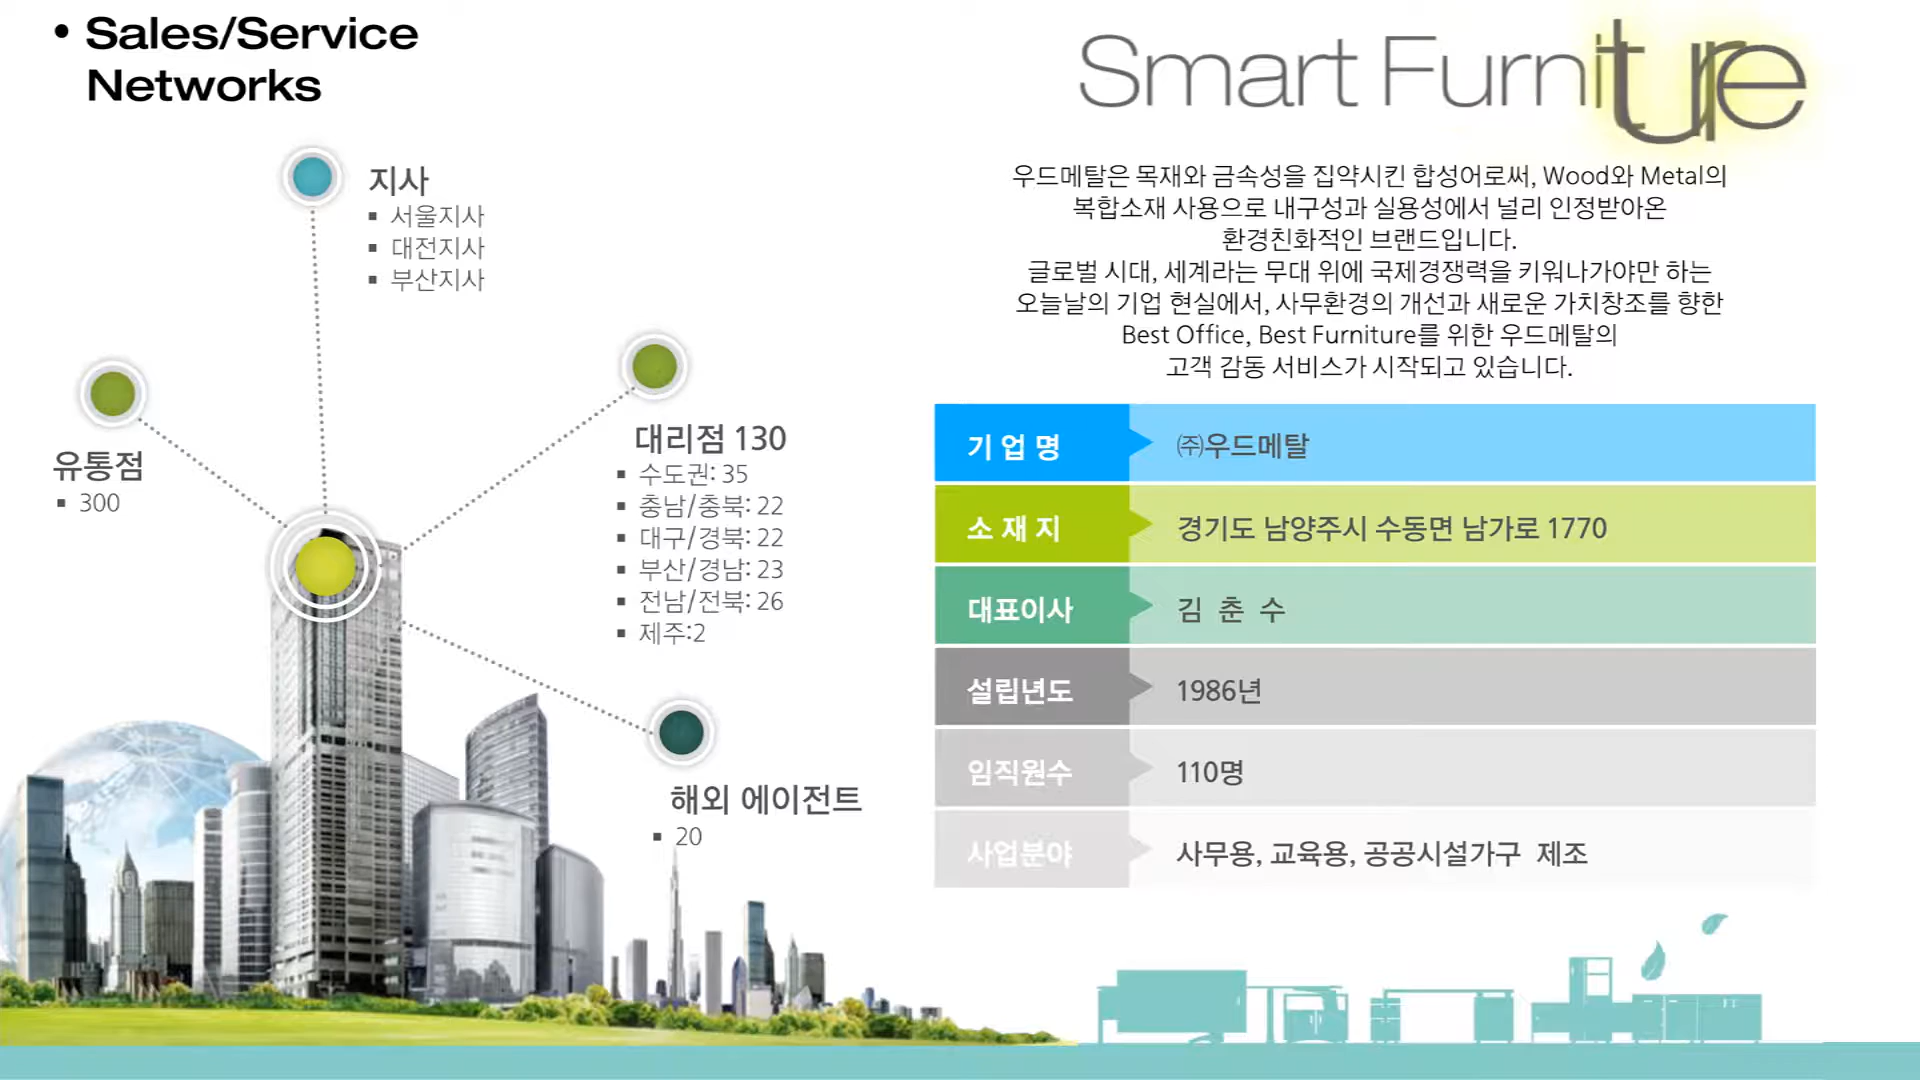 • Sales/Service
Networks
지사
▪ 서울지사
▪ 대전지사
▪ 부산지사
유통점
▪ 300
대리점 130
▪ 수도권: 35
▪ 충남/충북: 22
▪ 대구/경북: 22
▪ 부산/경남: 23
▪ 전남/전북: 26
▪ 제주:2
해외 에이전트
▪ 20
Smart Furniture
우드메탈은 목재와 금속성을 집약시킨 합성어로써, Wood와 Metal의
복합소재 사용으로 내구성과 실용성에서 널리 인정받아온
환경친화적인 브랜드입니다.
글로벌 시대, 세계라는 무대 위에 국제경쟁력을 키워나가야만 하는
오늘날의 기업 현실에서, 사무환경의 개선과 새로운 가치창조를 향한
Best Office, Best Furniture를 위한 우드메탈의
고객 감동 서비스가 시작되고 있습니다.
기 업 명 ㈜우드메탈
소 재 지 경기도 남양주시 수동면 남가로 1770
대표이사 김 춘 수
설립년도 1986년
임직원수 110명
사업분야 사무용, 교육용, 공공시설가구 제조